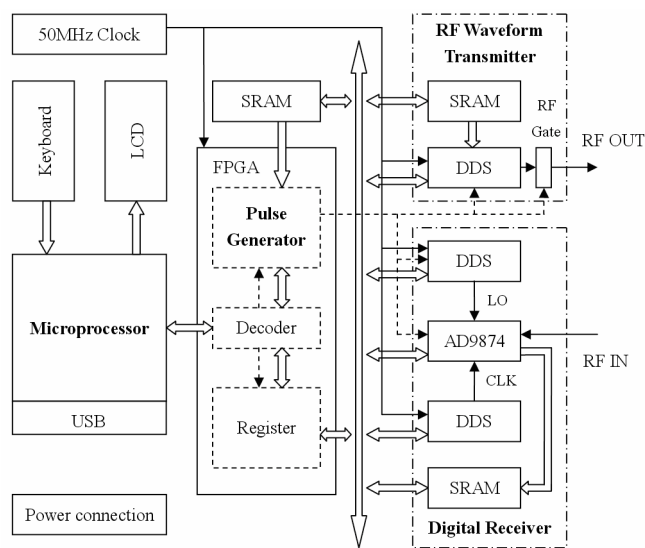 50MHz Clock
RF Waveform
Transmitter
Keyboard
LCD
SRAM
SRAM
RF
Gate
RF OUT
FPGA
DDS
Pulse
Generator
DDS
LO
Microprocessor
Decoder
AD9874
RF IN
CLK
USB
Register
DDS
SRAM
Power connection
Digital Receiver